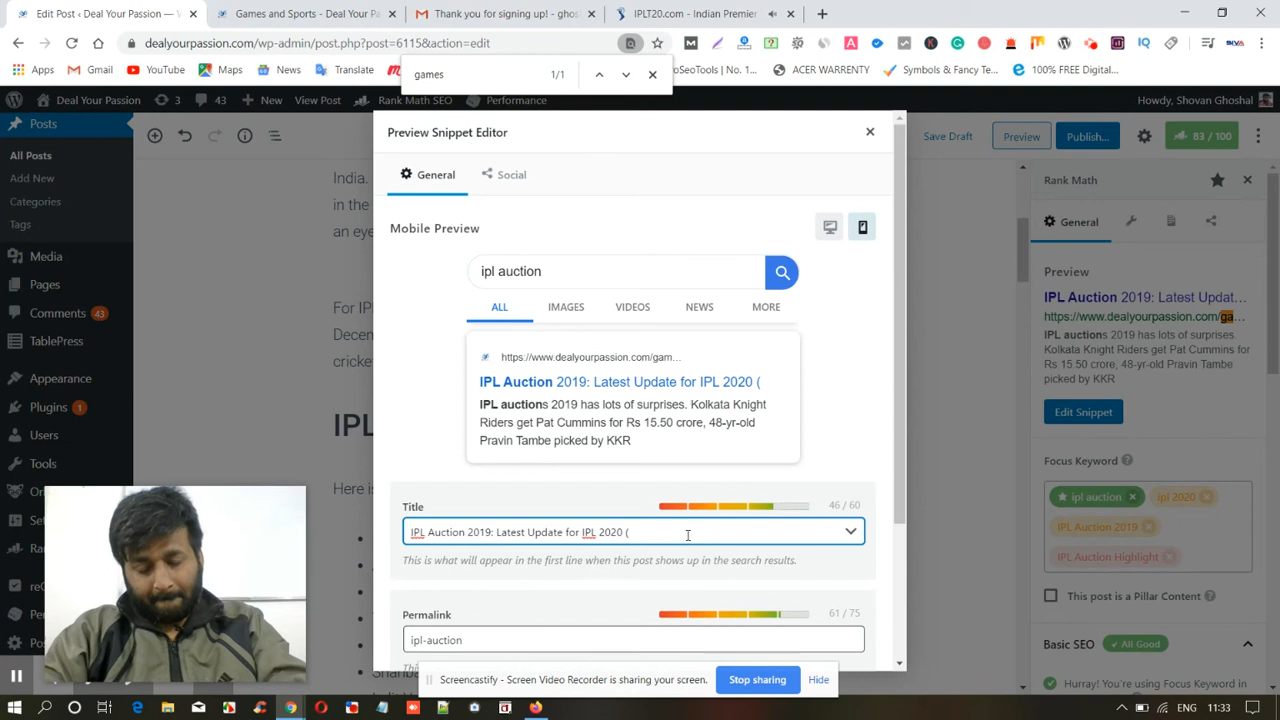 Edit Post ‹ Deal Your Passion
Games and Sports - DealYourPas
Thank you for signing up! - ghos
IPLT20.com - Indian Premier
dealyourpassion.com/wp-admin/post.php?post=6115&action=edit
Apps
Gmail
YouTube
Maps
News
Translate
games
1/1
oSeoTools | No. 1...
ACER WARRENTY
Symbols & Fancy Te...
100% FREE Digital...
Deal Your Passion
3
43
New
View Post
Rank Math SEO
Performance
Howdy, Shovan Ghoshal
Posts
All Posts
Add New
Categories
Tags
Media
Pages
Comments 43
TablePress
Appearance
Plugins 1
Users
Tools
Save Draft
Preview
Publish...
83 / 100
India.
in the
an eye
For IP
Decen
cricket
IPL
Here is
Preview Snippet Editor
General
Social
Mobile Preview
ipl auction
ALL
IMAGES
VIDEOS
NEWS
MORE
https://www.dealyourpassion.com/gam...
IPL Auction 2019: Latest Update for IPL 2020 (
IPL auctions 2019 has lots of surprises. Kolkata Knight
Riders get Pat Cummins for Rs 15.50 crore, 48-yr-old
Pravin Tambe picked by KKR
Title
46 / 60
IPL Auction 2019: Latest Update for IPL 2020 (
This is what will appear in the first line when this post shows up in the search results.
Permalink
61 / 75
ipl-auction
Rank Math
General
Preview
IPL Auction 2019: Latest Updat...
https://www.dealyourpassion.com/ga...
IPL auctions 2019 has lots of surprises.
Kolkata Knight Riders get Pat Cummins for
Rs 15.50 crore, 48-yr-old Pravin Tambe
picked by KKR
Edit Snippet
Focus Keyword
ipl auction
ipl 2020
IPL Auction 2019
IPL Auction Highlight
This post is a Pillar Content
Basic SEO
All Good
Hurray! You're using Focus Keyword in
Screencastify - Screen Video Recorder is sharing your screen.
Stop sharing
Hide
ENG
11:33